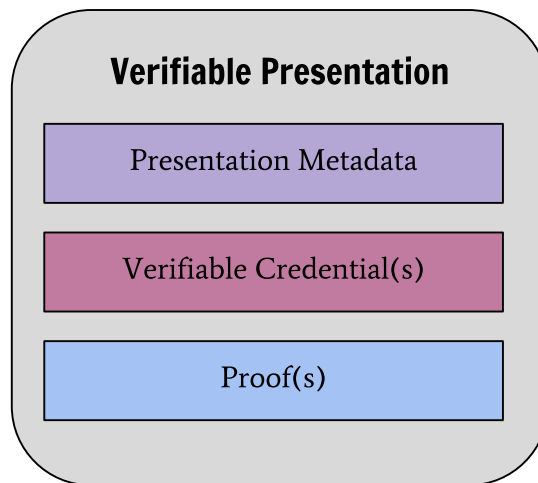 Verifiable Presentation
Presentation Metadata
Verifiable Credential(s)
Proof(s)